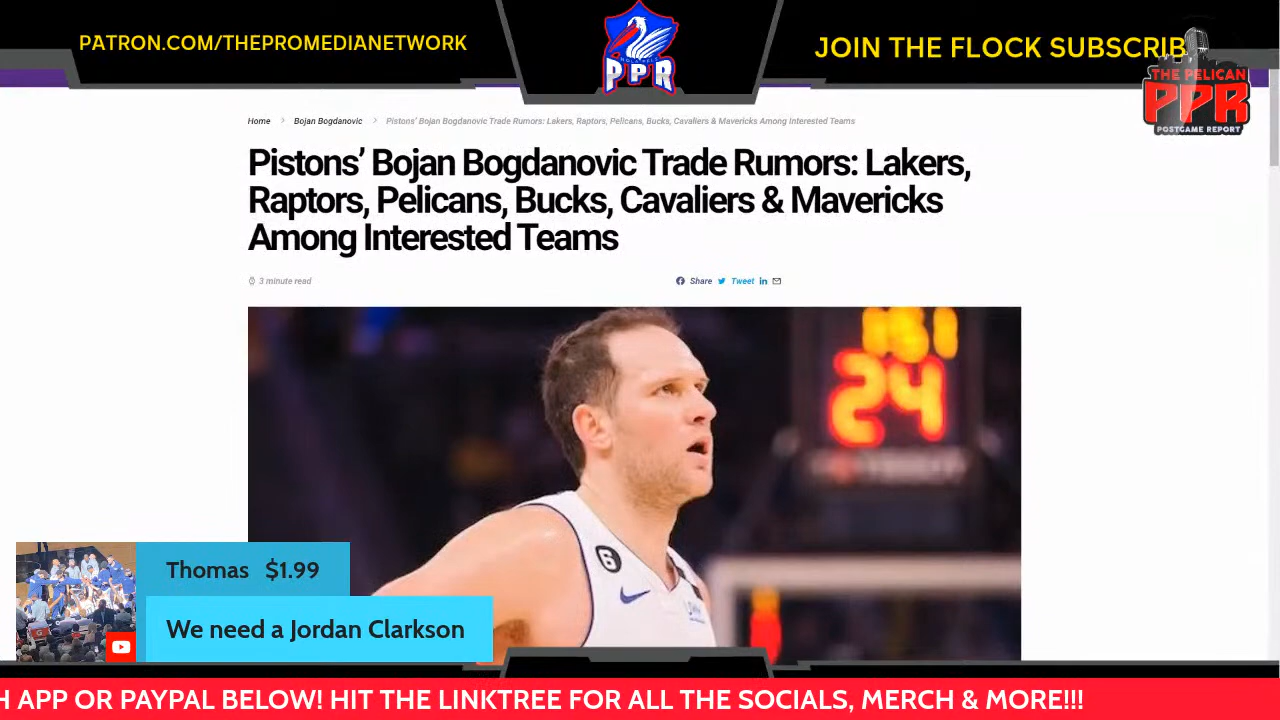 PATRON.COM/THEPROMEDIANETWORK
PPR
JOIN THE FLOCK SUBSCRIB
THE PELICAN
PPR
POSTGAME REPORT
Home > Bojan Bogdanovic > Pistons' Bojan Bogdanovic Trade Rumors: Lakers, Raptors, Pelicans, Bucks, Cavaliers & Mavericks Among Interested Teams
Pistons' Bojan Bogdanovic Trade Rumors: Lakers,
Raptors, Pelicans, Bucks, Cavaliers & Mavericks
Among Interested Teams
3 minute read
Share Tweet in
24
6
Thomas $1.99
We need a Jordan Clarkson
H APP OR PAYPAL BELOW! HIT THE LINKTREE FOR ALL THE SOCIALS, MERCH & MORE!!!